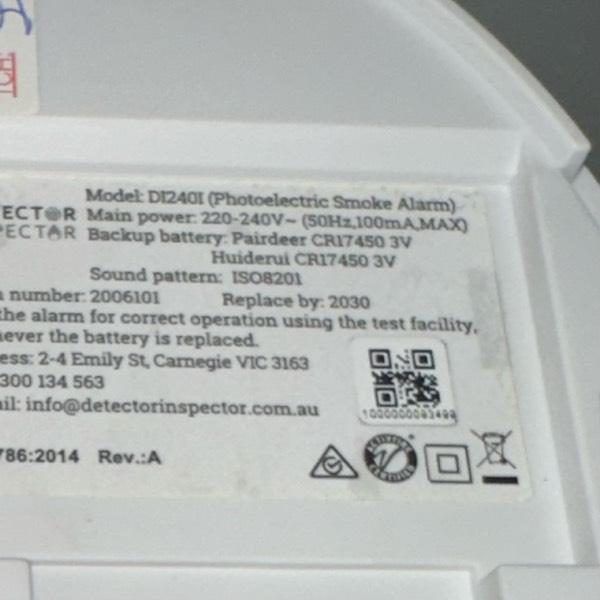 Model: DI240I (Photoelectric Smoke Alarm)
ECTOR Main power: 220-240V~ (50Hz,100mA,MAX)
PECTOR Backup battery: Pairdeer CR17450 3V
Huiderui CR17450 3V
Sound pattern: ISO8201
number: 2006101 Replace by: 2030
the alarm for correct operation using the test facility,
ever the battery is replaced.
ess: 2-4 Emily St, Carnegie VIC 3163
300 134 563
il: info@detectorinspector.com.au
1000000093499
786:2014 Rev.:A